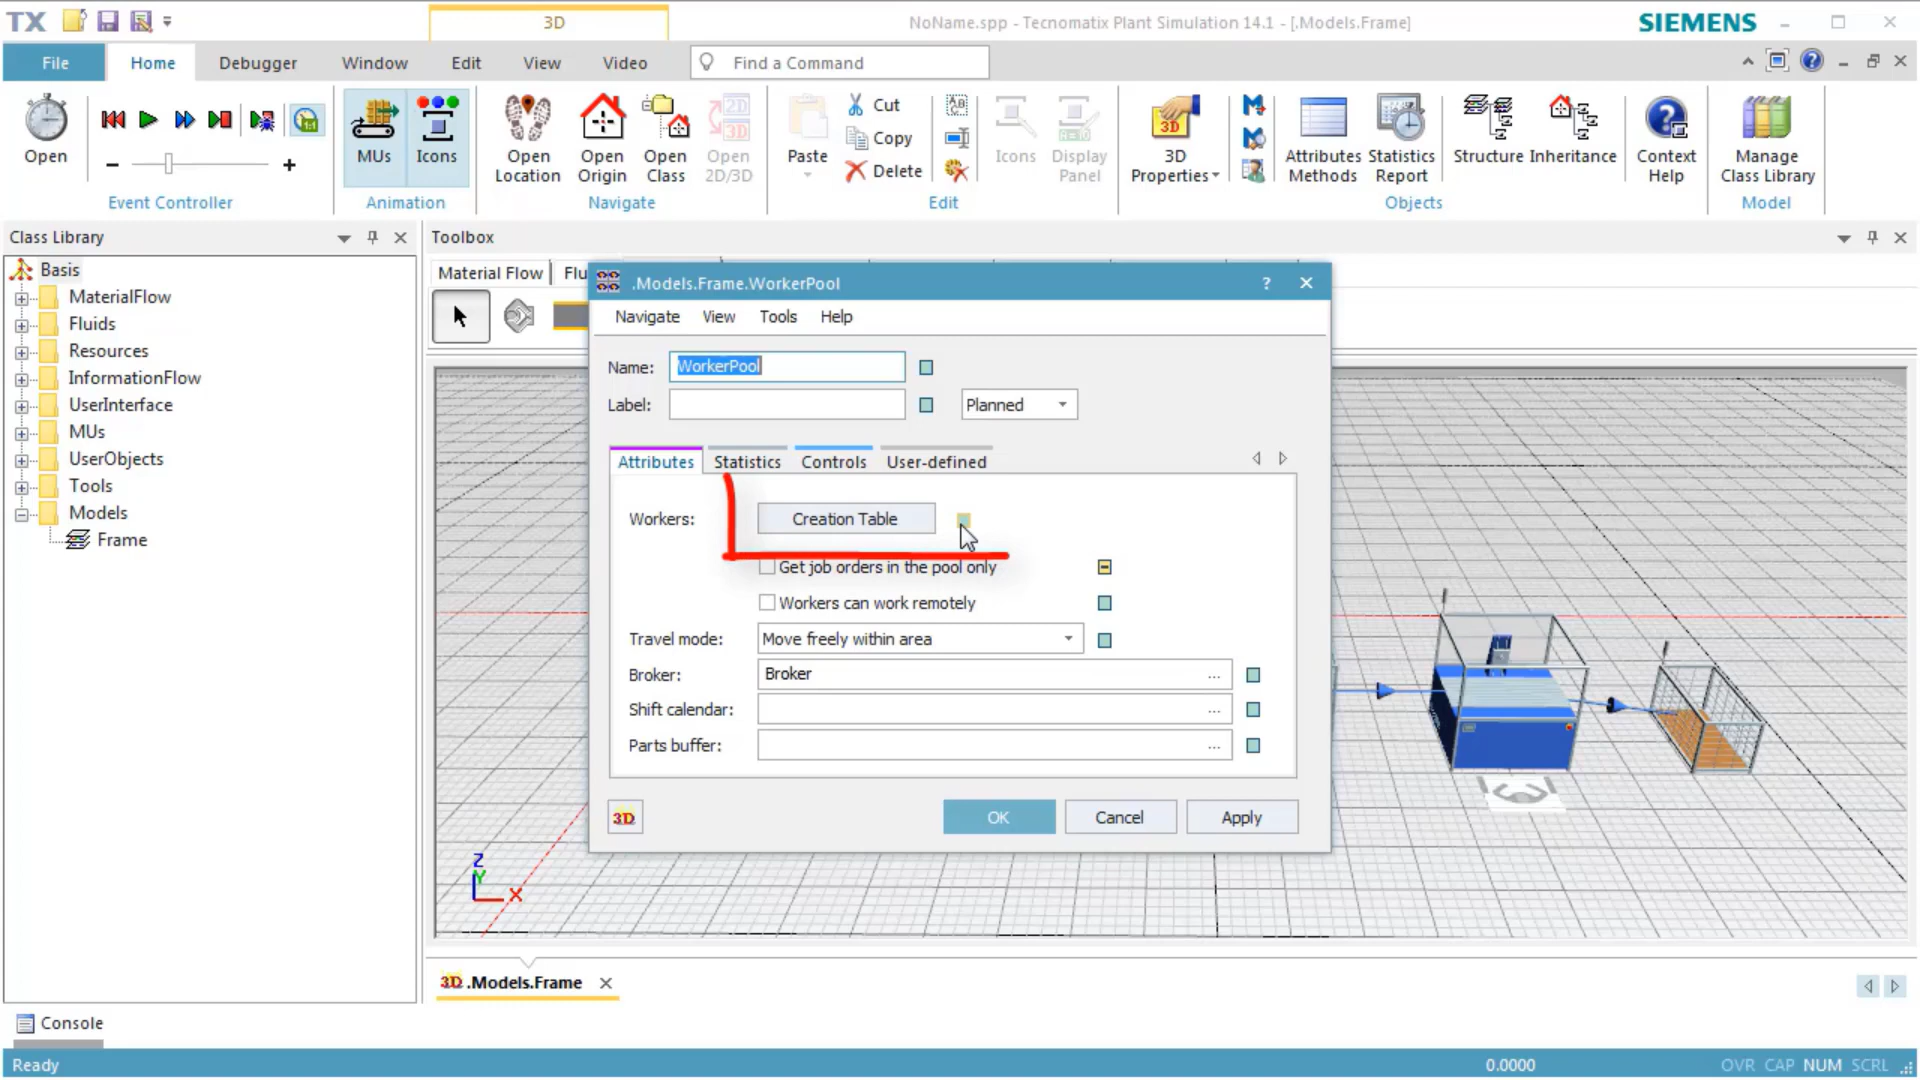 TX
3D
NoName.spp - Tecnomatix Plant Simulation 14.1 - [.Models.Frame]
SIEMENS
File
Home
Debugger
Window
Edit
View
Video
Find a Command
Open
Event Controller
MUs
Icons
Animation
Open Location
Open Origin
Open Class
Open 2D/3D
Navigate
Paste
Cut
Copy
Delete
Edit
Icons
Display Panel
3D Properties
Attributes Methods
Statistics Report
Structure
Inheritance
Objects
Context Help
Manage Class Library
Model
Class Library
Toolbox
Basis
MaterialFlow
Fluids
Resources
InformationFlow
UserInterface
MUs
UserObjects
Tools
Models
Frame
Material Flow
Flu
.Models.Frame.WorkerPool
?
Navigate
View
Tools
Help
Name: WorkerPool
Label:
Planned
Attributes
Statistics
Controls
User-defined
Workers: Creation Table
Get job orders in the pool only
Workers can work remotely
Travel mode: Move freely within area
Broker: Broker ...
Shift calendar: ...
Parts buffer: ...
3D
OK
Cancel
Apply
Z
Y
X
3D .Models.Frame
Console
Ready
0.0000
OVR CAP NUM SCRL